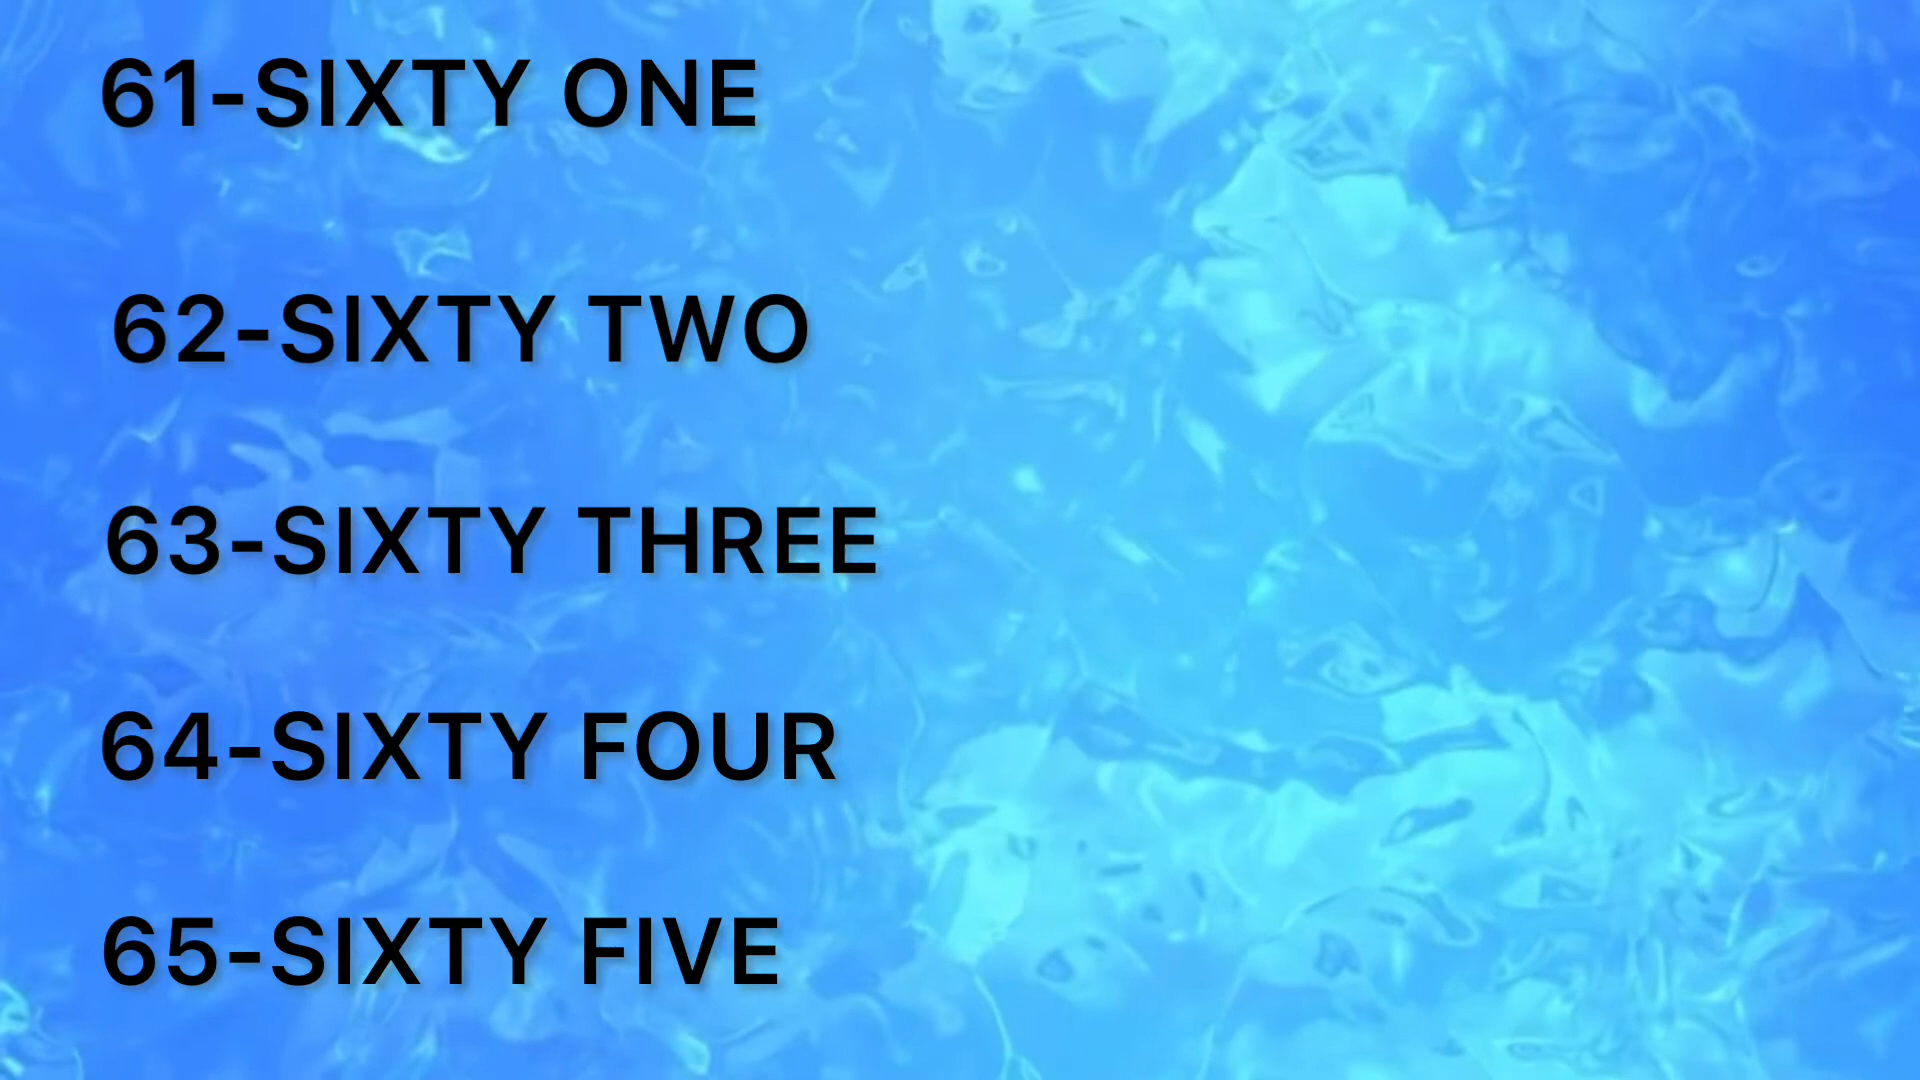 61-SIXTY ONE
62-SIXTY TWO
63-SIXTY THREE
64-SIXTY FOUR
65-SIXTY FIVE